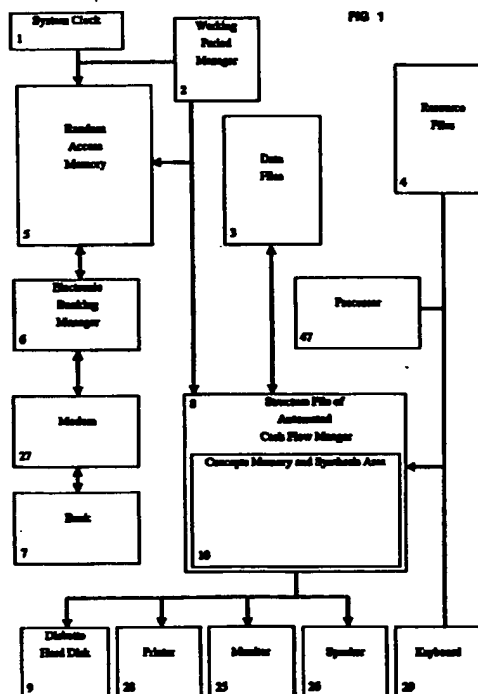 FIG 1
System Clock
1
Working
Period
Manager
2
Random
Access
Memory
5
Data
Files
3
Resource
Files
4
Electronic
Banking
Manager
6
Processor
47
Modem
27
Bank
7
8
Structure File of
Automated
Cash Flow Manger
Concepts Memory and Synthesis Area
10
Diskette
Hard Disk
9
Printer
28
Monitor
25
Speaker
26
Keyboard
29